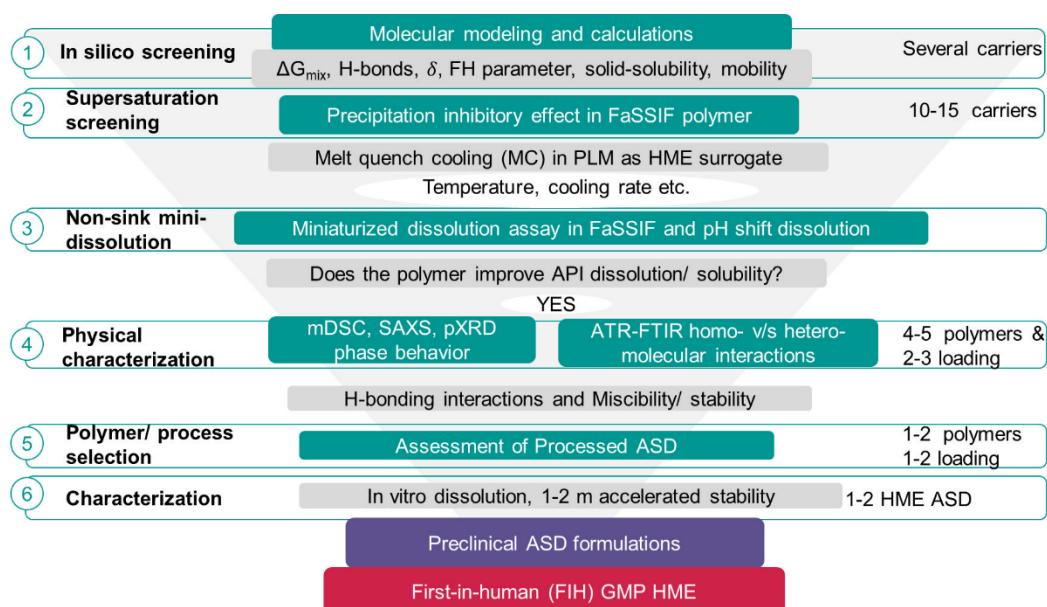 Molecular modeling and calculations
1
In silico screening
Several carriers
ΔGmix, H-bonds, δ, FH parameter, solid-solubility, mobility
2
Supersaturation
screening
Precipitation inhibitory effect in FaSSIF polymer
10-15 carriers
Melt quench cooling (MC) in PLM as HME surrogate
Temperature, cooling rate etc.
3
Non-sink mini-
dissolution
Miniaturized dissolution assay in FaSSIF and pH shift dissolution
Does the polymer improve API dissolution/ solubility?
YES
4
Physical
characterization
mDSC, SAXS, pXRD
phase behavior
ATR-FTIR homo- v/s hetero-
molecular interactions
4-5 polymers &
2-3 loading
H-bonding interactions and Miscibility/ stability
5
Polymer/ process
selection
Assessment of Processed ASD
1-2 polymers
1-2 loading
6
Characterization
In vitro dissolution, 1-2 m accelerated stability
1-2 HME ASD
Preclinical ASD formulations
First-in-human (FIH) GMP HME